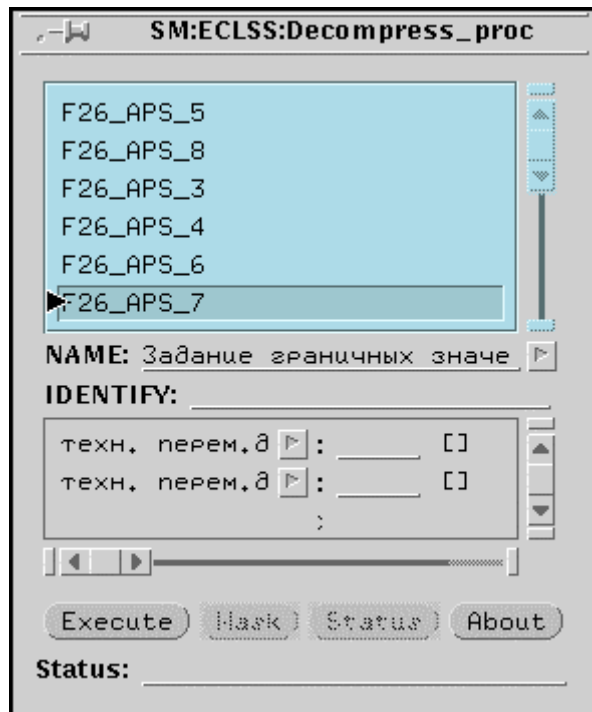 SM:ECLSS:Decompress_proc
F26_APS_5
F26_APS_8
F26_APS_3
F26_APS_4
F26_APS_6
F26_APS_7
NAME: Задание граничных значе
IDENTIFY:
техн. перем.д : []
техн. перем.д : []
;
Execute Mask Status About
Status: